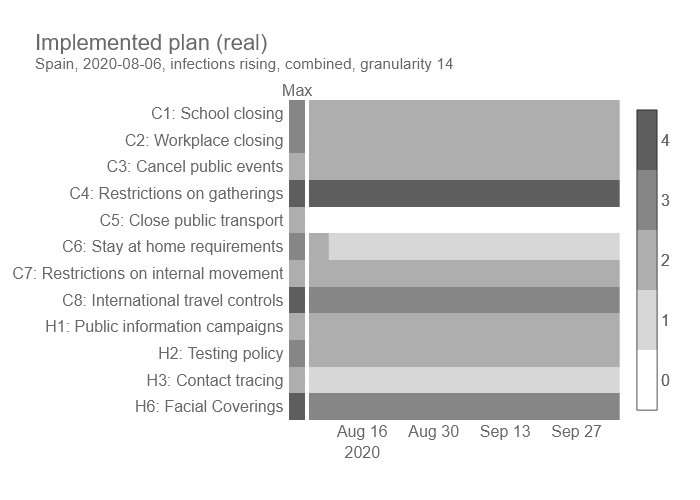 Implemented plan (real)
Spain, 2020-08-06, infections rising, combined, granularity 14
Max
C1: School closing
C2: Workplace closing
C3: Cancel public events
C4: Restrictions on gatherings
C5: Close public transport
C6: Stay at home requirements
C7: Restrictions on internal movement
C8: International travel controls
H1: Public information campaigns
H2: Testing policy
H3: Contact tracing
H6: Facial Coverings
4
3
2
1
0
Aug 16 Aug 30 Sep 13 Sep 27
2020